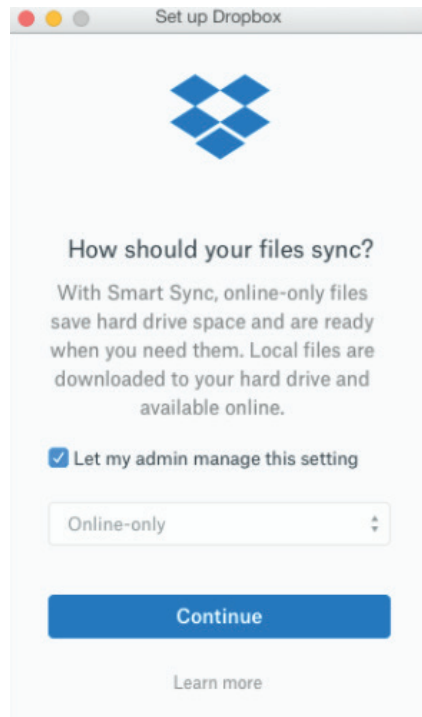 Set up Dropbox
How should your files sync?
With Smart Sync, online-only files
save hard drive space and are ready
when you need them. Local files are
downloaded to your hard drive and
available online.
Let my admin manage this setting
Online-only
Continue
Learn more